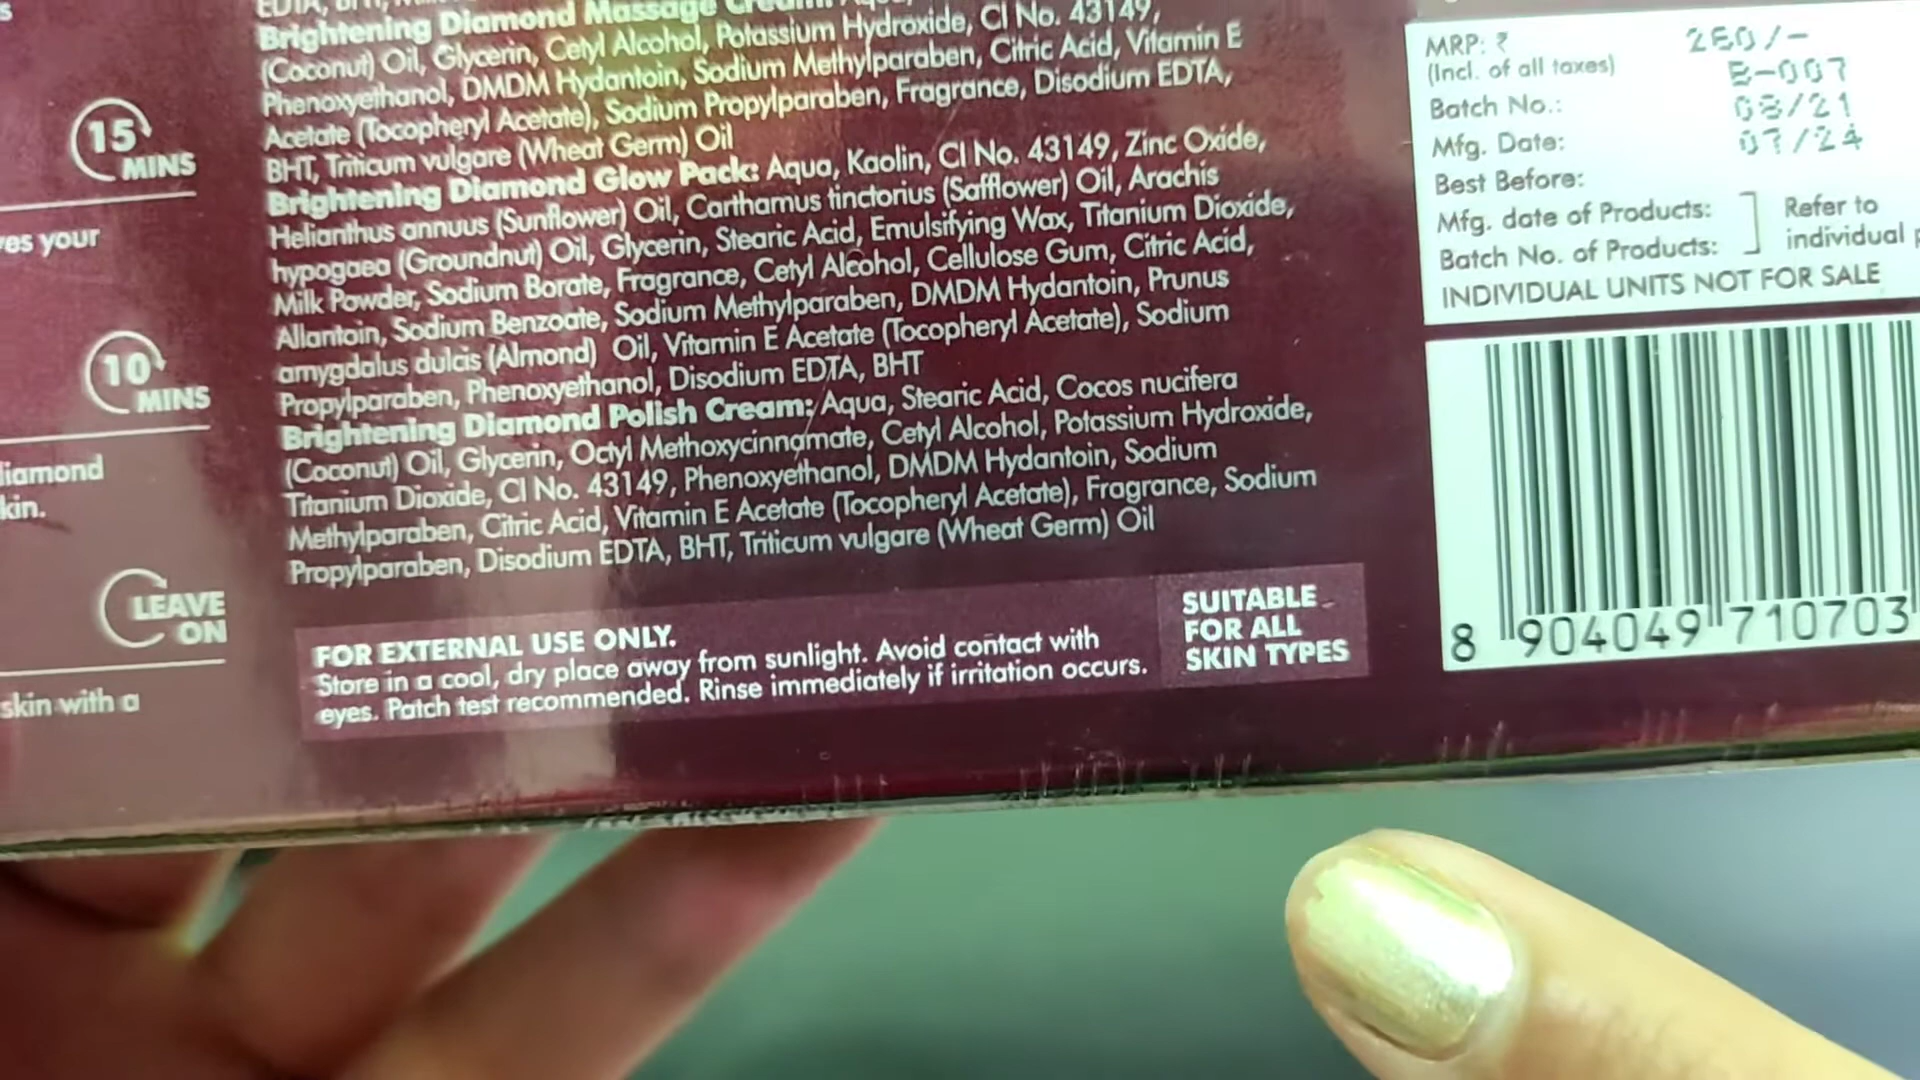 s
15
MINS
es your
10
MINS
diamond
kin.
LEAVE
ON
skin with a
Brightening Diamond Massage Cream:
(Coconut) Oil, Glycerin, Cetyl Alcohol, Potassium Hydroxide, CI No. 43149,
Phenoxyethanol, DMDM Hydantoin, Sodium Methylparaben, Citric Acid, Vitamin E
Acetate (Tocopheryl Acetate), Sodium Propylparaben, Fragrance, Disodium EDTA,
BHT, Triticum vulgare (Wheat Germ) Oil
Brightening Diamond Glow Pack: Aqua, Kaolin, CI No. 43149, Zinc Oxide,
Helianthus annuus (Sunflower) Oil, Carthamus tinctorius (Safflower) Oil, Arachis
hypogaea (Groundnut) Oil, Glycerin, Stearic Acid, Emulsifying Wax, Titanium Dioxide,
Milk Powder, Sodium Borate, Fragrance, Cetyl Alcohol, Cellulose Gum, Citric Acid,
Allantoin, Sodium Benzoate, Sodium Methylparaben, DMDM Hydantoin, Prunus
amygdalus dulcis (Almond) Oil, Vitamin E Acetate (Tocopheryl Acetate), Sodium
Propylparaben, Phenoxyethanol, Disodium EDTA, BHT
Brightening Diamond Polish Cream: Aqua, Stearic Acid, Cocos nucifera
(Coconut) Oil, Glycerin, Octyl Methoxycinnamate, Cetyl Alcohol, Potassium Hydroxide,
Titanium Dioxide, CI No. 43149, Phenoxyethanol, DMDM Hydantoin, Sodium
Methylparaben, Citric Acid, Vitamin E Acetate (Tocopheryl Acetate), Fragrance, Sodium
Propylparaben, Disodium EDTA, BHT, Triticum vulgare (Wheat Germ) Oil
FOR EXTERNAL USE ONLY.
Store in a cool, dry place away from sunlight. Avoid contact with
eyes. Patch test recommended. Rinse immediately if irritation occurs.
SUITABLE
FOR ALL
SKIN TYPES
MRP: ₹ 260/-
(Incl. of all taxes) B-007
Batch No.: 08/21
Mfg. Date: 07/24
Best Before:
Mfg. date of Products: ] Refer to
Batch No. of Products: individual
INDIVIDUAL UNITS NOT FOR SALE
8 904049 710703